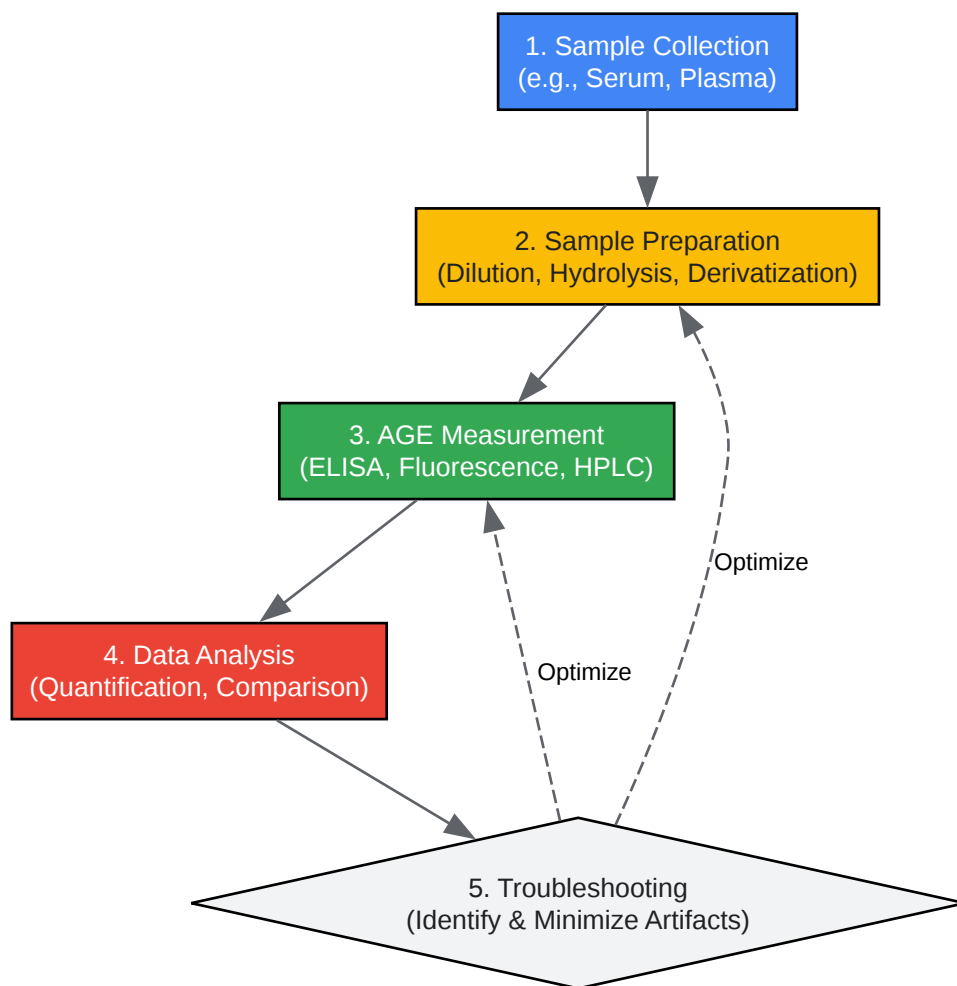 1. Sample Collection
(e.g., Serum, Plasma)
2. Sample Preparation
(Dilution, Hydrolysis, Derivatization)
3. AGE Measurement
(ELISA, Fluorescence, HPLC)
Optimize
4. Data Analysis
(Quantification, Comparison)
Optimize
5. Troubleshooting
(Identify & Minimize Artifacts)